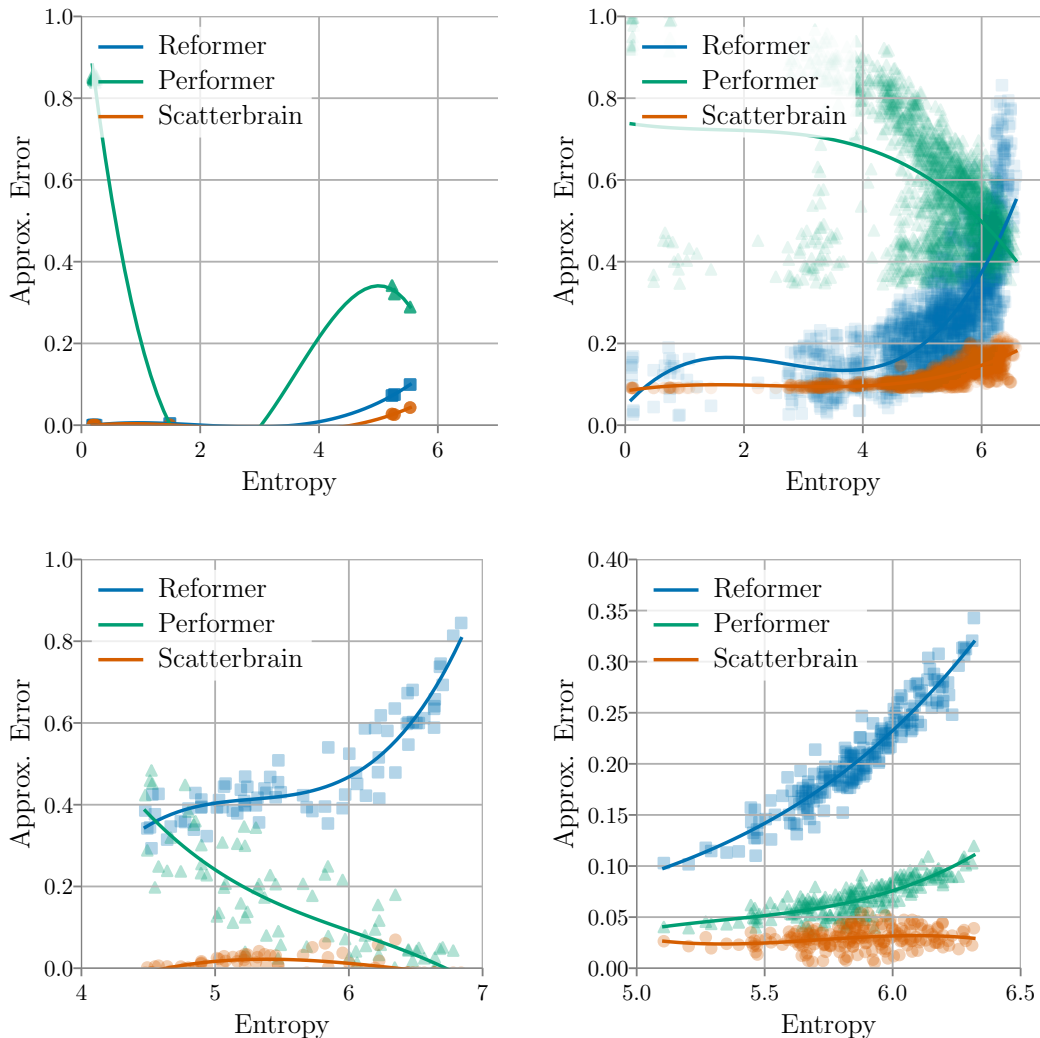 1.0
0.8
0.6
0.4
0.2
0.0
Approx. Error
Reformer
Performer
Scatterbrain
0 2 4 6
Entropy
1.0
0.8
0.6
0.4
0.2
0.0
Approx. Error
Reformer
Performer
Scatterbrain
0 2 4 6
Entropy
1.0
0.8
0.6
0.4
0.2
0.0
Approx. Error
Reformer
Performer
Scatterbrain
4 5 6 7
Entropy
0.40
0.35
0.30
0.25
0.20
0.15
0.10
0.05
0.00
Approx. Error
Reformer
Performer
Scatterbrain
5.0 5.5 6.0 6.5
Entropy